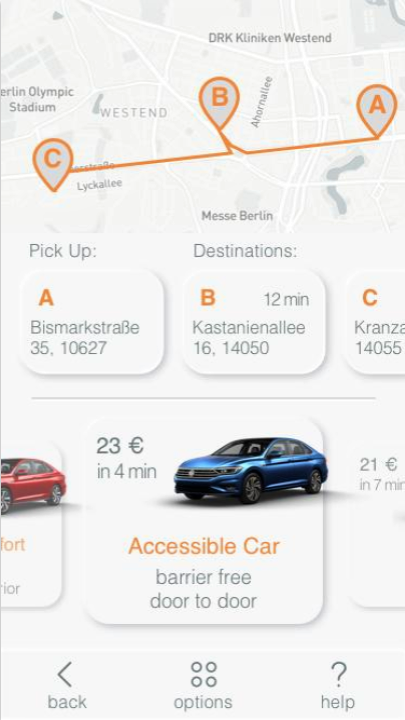 DRK Kliniken Westend
erlin Olympic
Stadium
WESTEND
B
Ahornallee
A
C
Lyckallee
Messe Berlin
Pick Up:
Destinations:
A
Bismarkstraße
35, 10627
B 12 min
Kastanienallee
16, 14050
C
Kranza
14055
23 €
in 4 min
fort
rior
Accessible Car
barrier free
door to door
21 €
in 7 min
back
options
? help